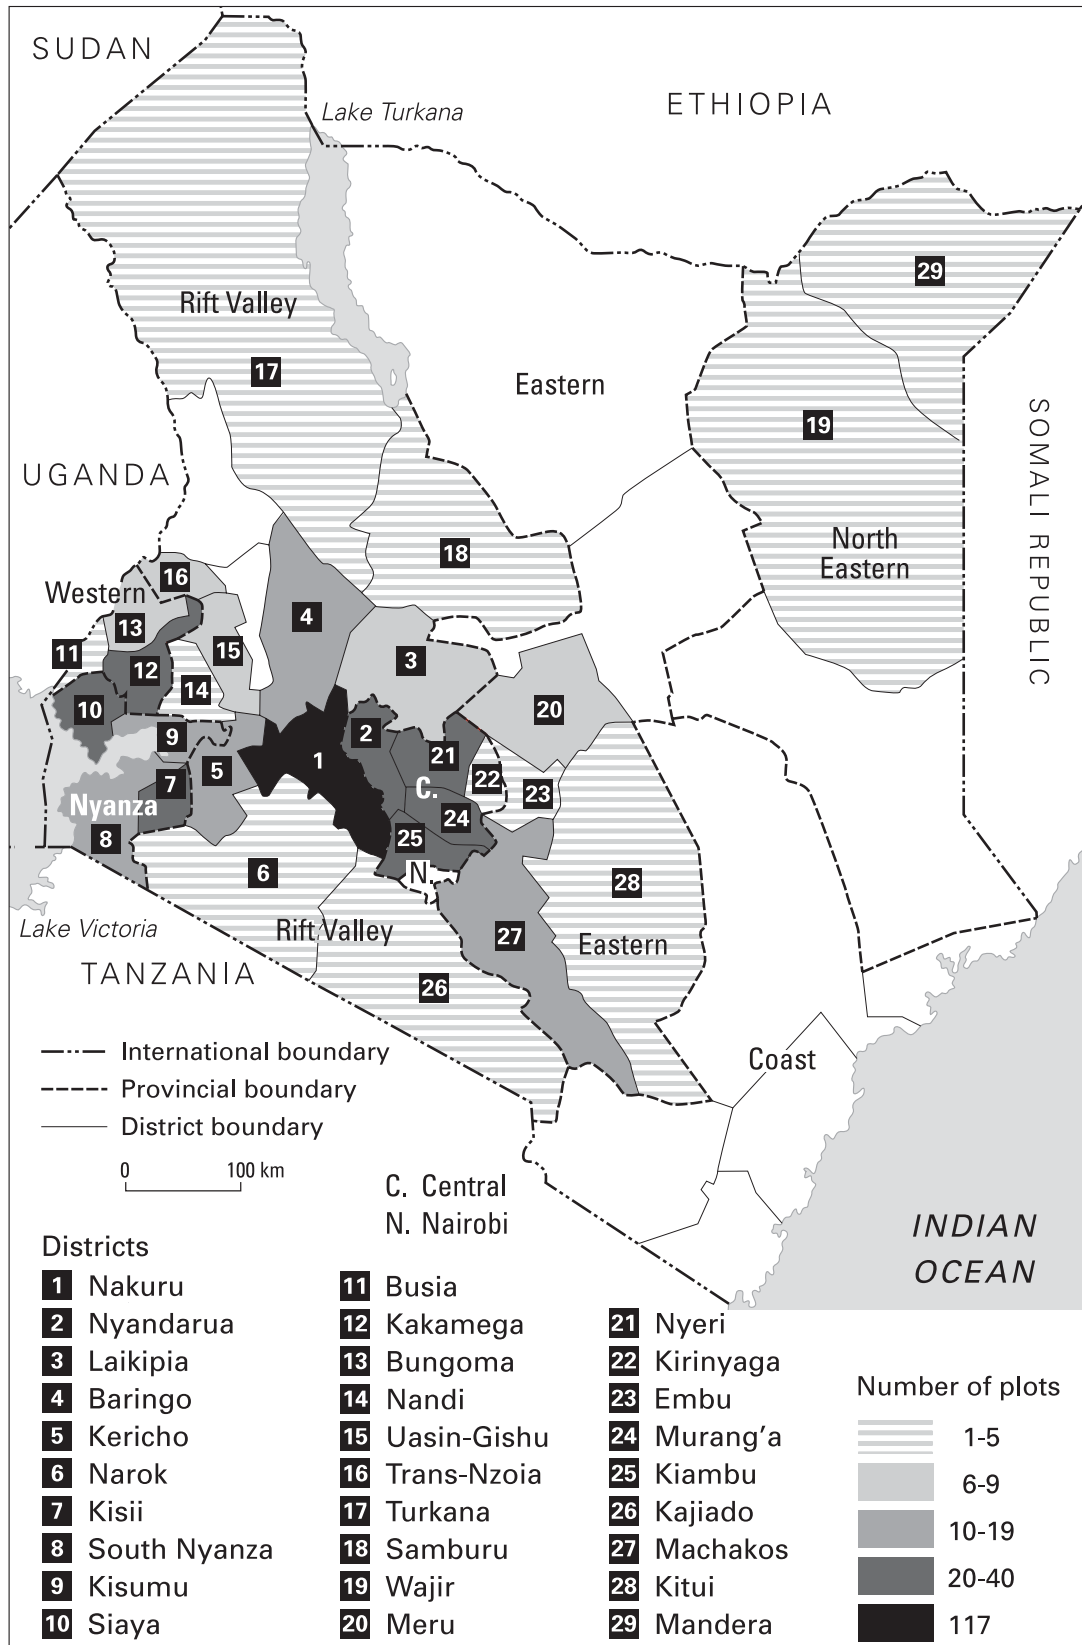 SUDAN
ETHIOPIA
Lake Turkana
29
Rift Valley
17
Eastern
19
SOMALI REPUBLIC
UGANDA
18
North
Eastern
16
Western
4
13
11
15
3
12
14
10
20
9
2
21
1
5
22
7
C.
23
Nyanza
24
25
8
N.
6
28
Lake Victoria
Rift Valley
27
Eastern
TANZANIA
26
International boundary
Coast
Provincial boundary
District boundary
0 100 km
C. Central
N. Nairobi
INDIAN
OCEAN
Districts
1 Nakuru
2 Nyandarua
3 Laikipia
4 Baringo
5 Kericho
6 Narok
7 Kisii
8 South Nyanza
9 Kisumu
10 Siaya
11 Busia
12 Kakamega
13 Bungoma
14 Nandi
15 Uasin-Gishu
16 Trans-Nzoia
17 Turkana
18 Samburu
19 Wajir
20 Meru
21 Nyeri
22 Kirinyaga
23 Embu
24 Murang'a
25 Kiambu
26 Kajiado
27 Machakos
28 Kitui
29 Mandera
Number of plots
1-5
6-9
10-19
20-40
117